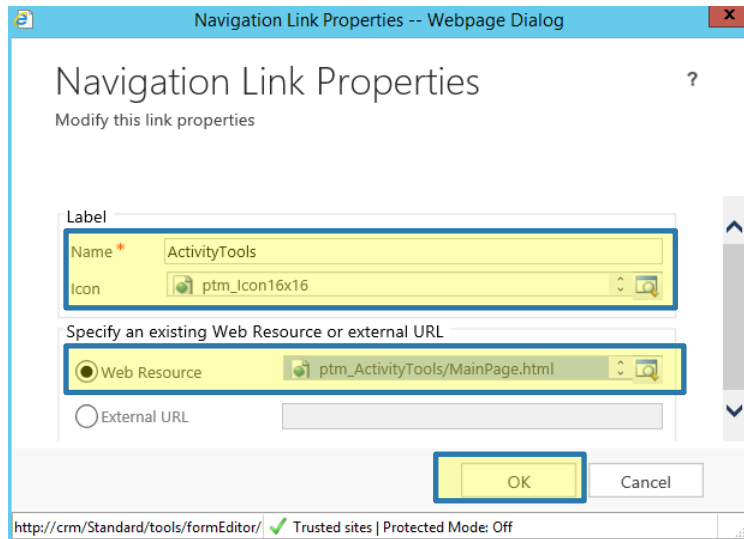 Navigation Link Properties -- Webpage Dialog
x
Navigation Link Properties
?
Modify this link properties
Label
Name *
ActivityTools
Icon
ptm_Icon16x16
Specify an existing Web Resource or external URL
Web Resource
ptm_ActivityTools/MainPage.html
External URL
OK
Cancel
http://crm/Standard/tools/formEditor/
Trusted sites | Protected Mode: Off